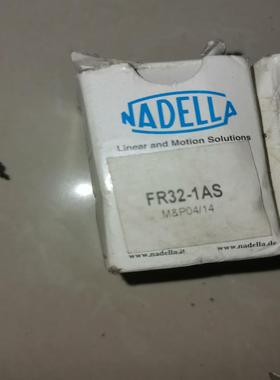 NADELLA
Linear and Motion Solutions
FR32-1AS
M&P04/14
www.nadella.it
www.nadella.de